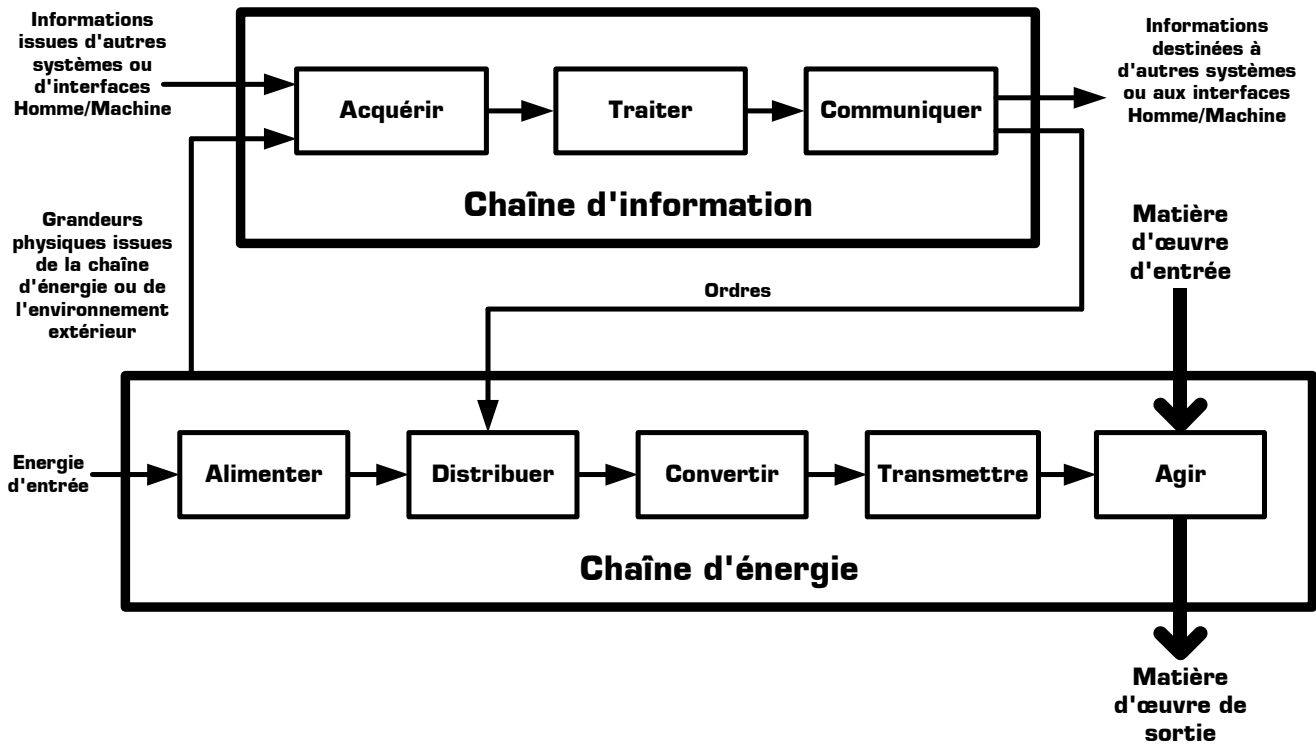 Informations
issues d'autres
systèmes ou
d'interfaces
Homme/Machine
Acquérir
Traiter
Communiquer
Informations
destinées à
d'autres systèmes
ou aux interfaces
Homme/Machine
Chaîne d'information
Grandeurs
physiques issues
de la chaîne
d'énergie ou de
l'environnement
extérieur
Ordres
Matière
d'œuvre
d'entrée
Energie
d'entrée
Alimenter
Distribuer
Convertir
Transmettre
Agir
Chaîne d'énergie
Matière
d'œuvre de
sortie